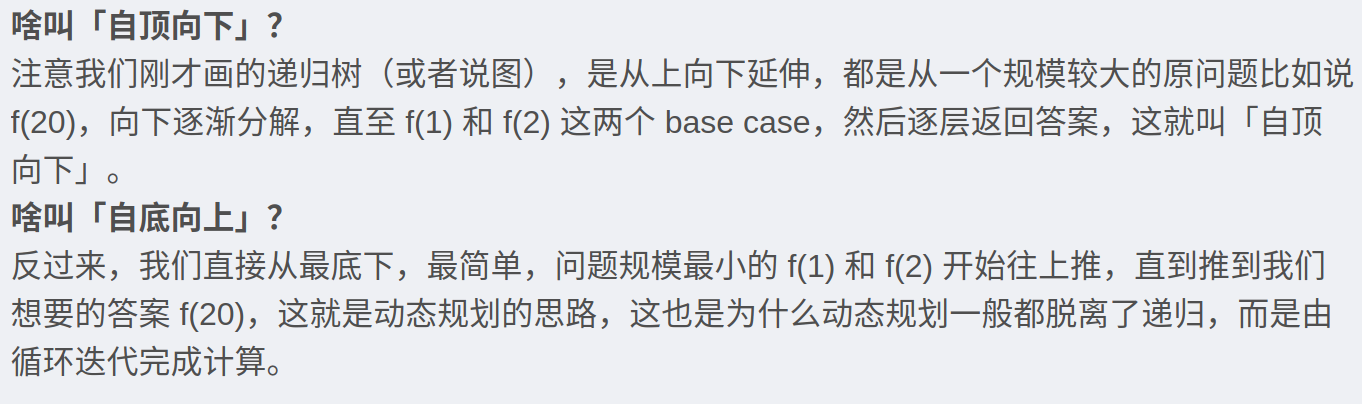 啥叫「自顶向下」？
注意我们刚才画的递归树（或者说图），是从上向下延伸，都是从一个规模较大的原问题比如说
f(20)，向下逐渐分解，直至 f(1) 和 f(2) 这两个 base case，然后逐层返回答案，这就叫「自顶
向下」。
啥叫「自底向上」？
反过来，我们直接从最底下，最简单，问题规模最小的 f(1) 和 f(2) 开始往上推，直到推到我们
想要的答案 f(20)，这就是动态规划的思路，这也是为什么动态规划一般都脱离了递归，而是由
循环迭代完成计算。